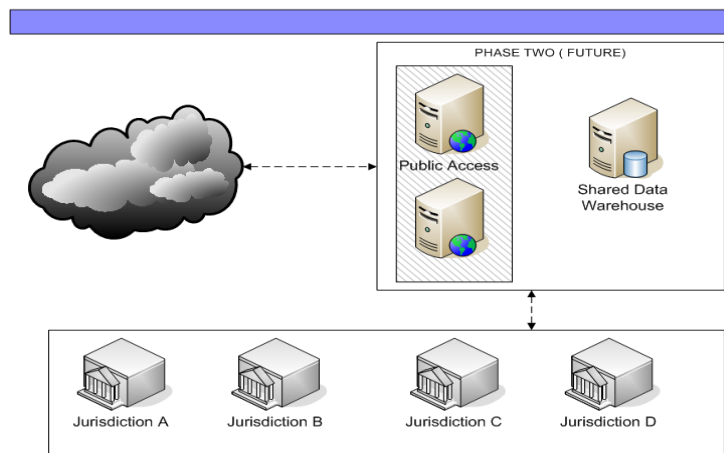 PHASE TWO ( FUTURE)
Public Access
Shared Data
Warehouse
Jurisdiction A
Jurisdiction B
Jurisdiction C
Jurisdiction D